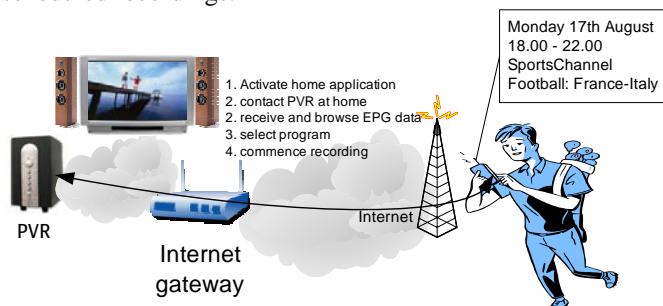 Monday 17th August
18.00 - 22.00
SportsChannel
Football: France-Italy
1. Activate home application
2. contact PVR at home
2. receive and browse EPG data
3. select program
4. commence recording
Internet
PVR
Internet
gateway